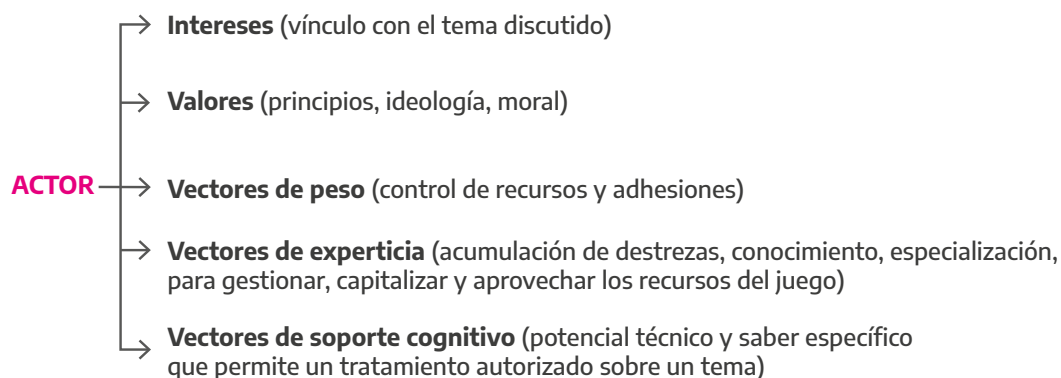 Intereses (vínculo con el tema discutido)
Valores (principios, ideología, moral)
ACTOR
Vectores de peso (control de recursos y adhesiones)
Vectores de experticia (acumulación de destrezas, conocimiento, especialización,
para gestionar, capitalizar y aprovechar los recursos del juego)
Vectores de soporte cognitivo (potencial técnico y saber específico
que permite un tratamiento autorizado sobre un tema)